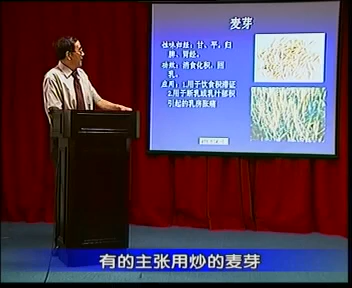 麦芽
性味归经：甘，平。归
脾、胃经。
功效：消食化积，回
乳。
应用：1.用于饮食积滞证
2.用于断乳或乳汁郁积
引起的乳房胀痛
有的主张用炒的麦芽